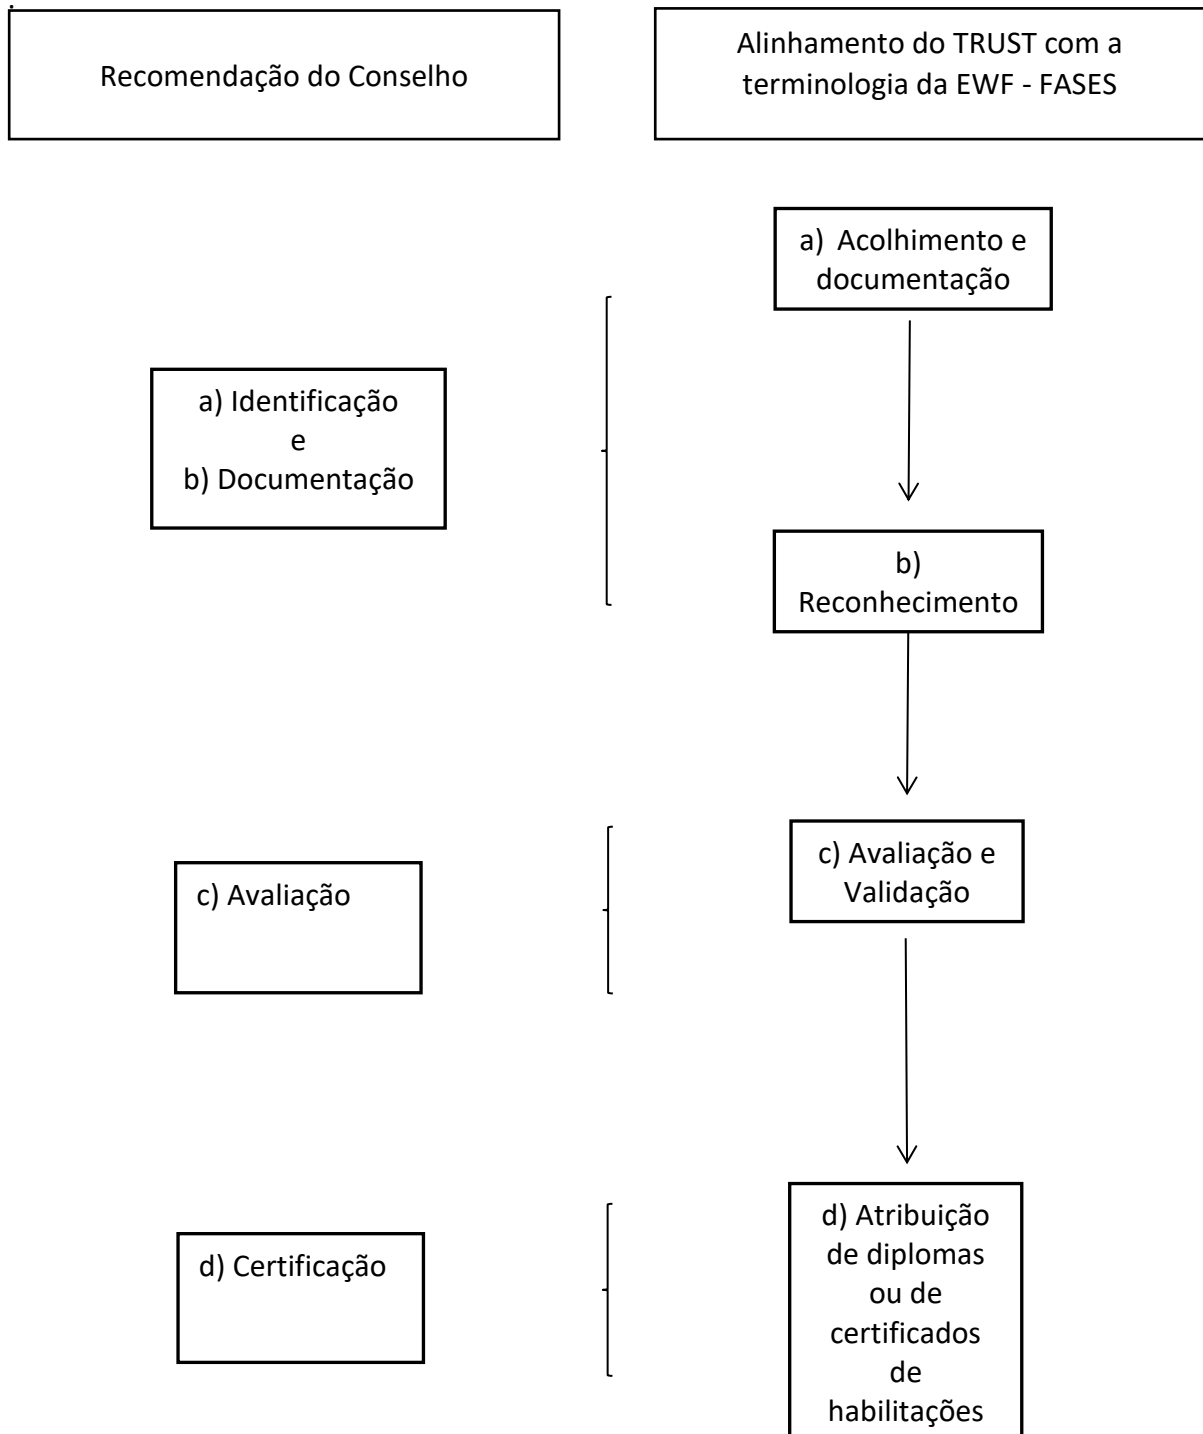 Recomendação do Conselho
Alinhamento do TRUST com a
terminologia da EWF - FASES
a) Acolhimento e
documentação
a) Identificação
e
b) Documentação
b)
Reconhecimento
c) Avaliação e
Validação
c) Avaliação
d) Atribuição
de diplomas
ou de
certificados
de
habilitações
d) Certificação